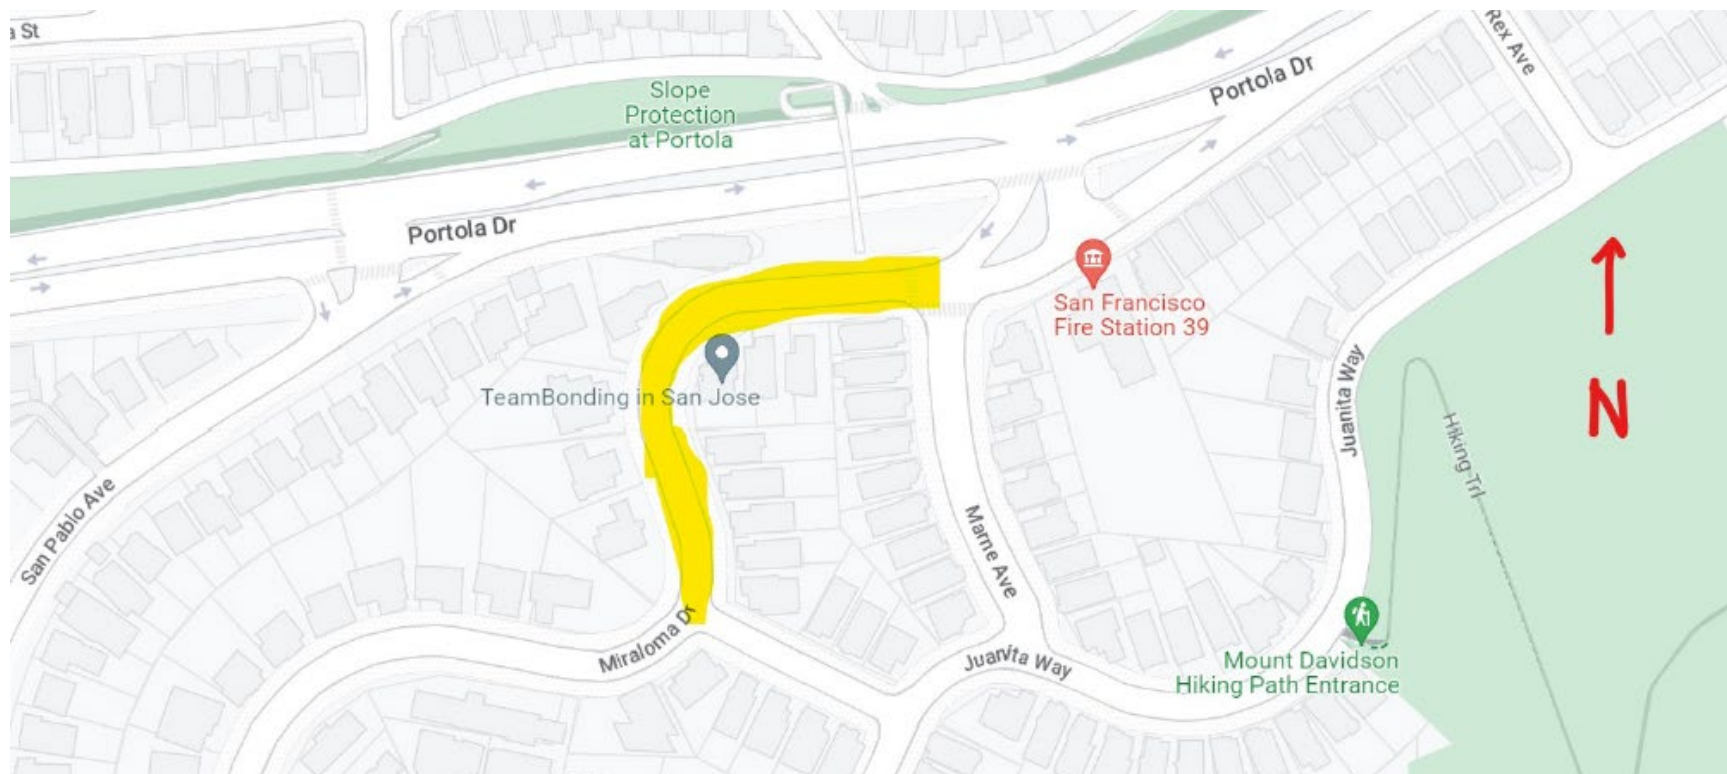 a St
Rex Ave
Portola Dr
Slope
Protection
at Portola
Portola Dr
San Francisco
Fire Station 39
TeamBonding in San Jose
Juanita Way
N
Hiking Trl
San Pablo Ave
Marne Ave
Miraloma Dr
Juanita Way
Mount Davidson
Hiking Path Entrance